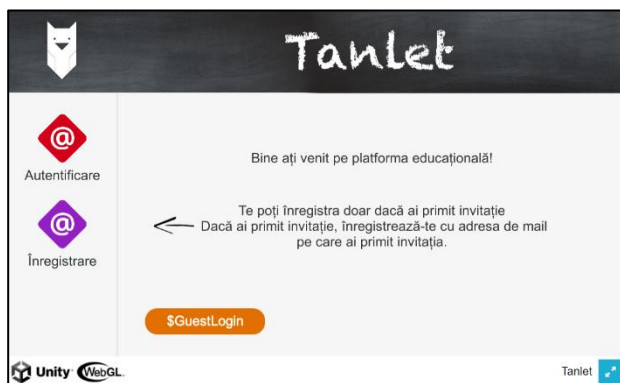 Tanlet
@
Autentificare
@
Înregistrare
Bine ați venit pe platforma educațională!
Te poți înregistra doar dacă ai primit invitație
Dacă ai primit invitație, înregistrează-te cu adresa de mail
pe care ai primit invitația.
$GuestLogin
Unity WebGL.
Tanlet